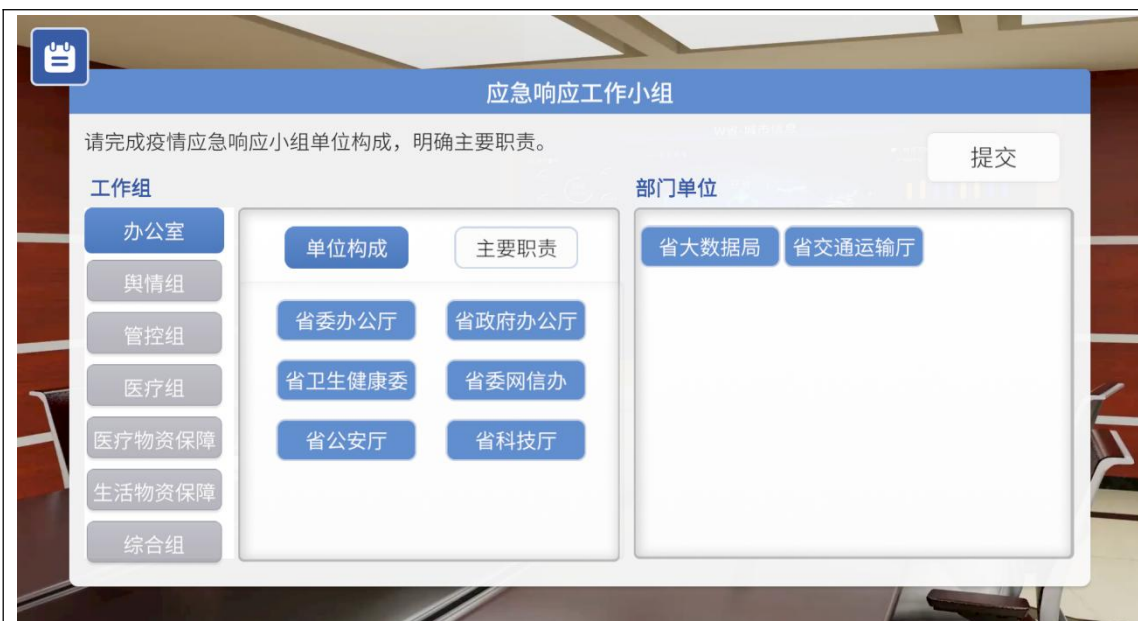 应急响应工作小组
请完成疫情应急响应小组单位构成，明确主要职责。
提交
工作组
部门单位
办公室
舆情组
管控组
医疗组
医疗物资保障
生活物资保障
综合组
单位构成 主要职责
省委办公厅 省政府办公厅
省卫生健康委 省委网信办
省公安厅 省科技厅
省大数据局 省交通运输厅